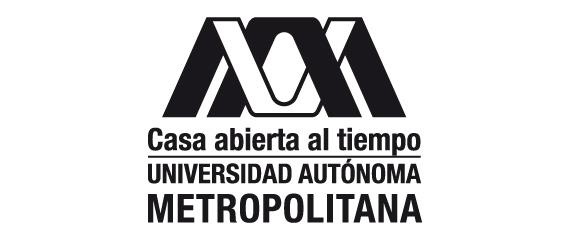 Casa abierta al tiempo
UNIVERSIDAD AUTÓNOMA
METROPOLITANA